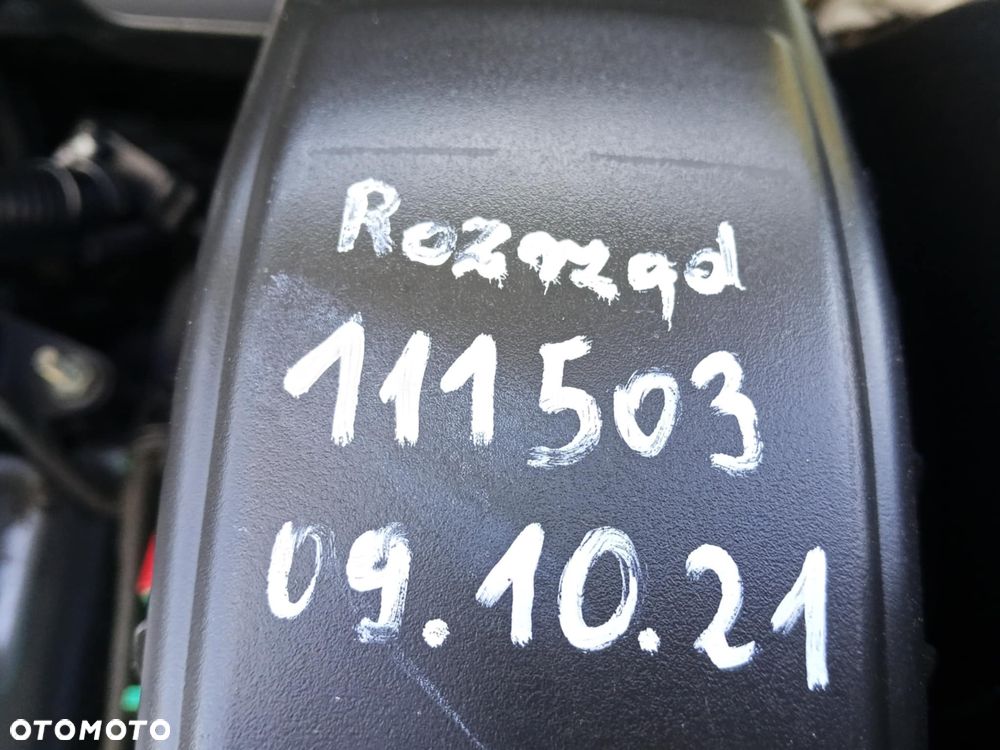 Rozrząd
111503
09.10.21
OTOMOTO